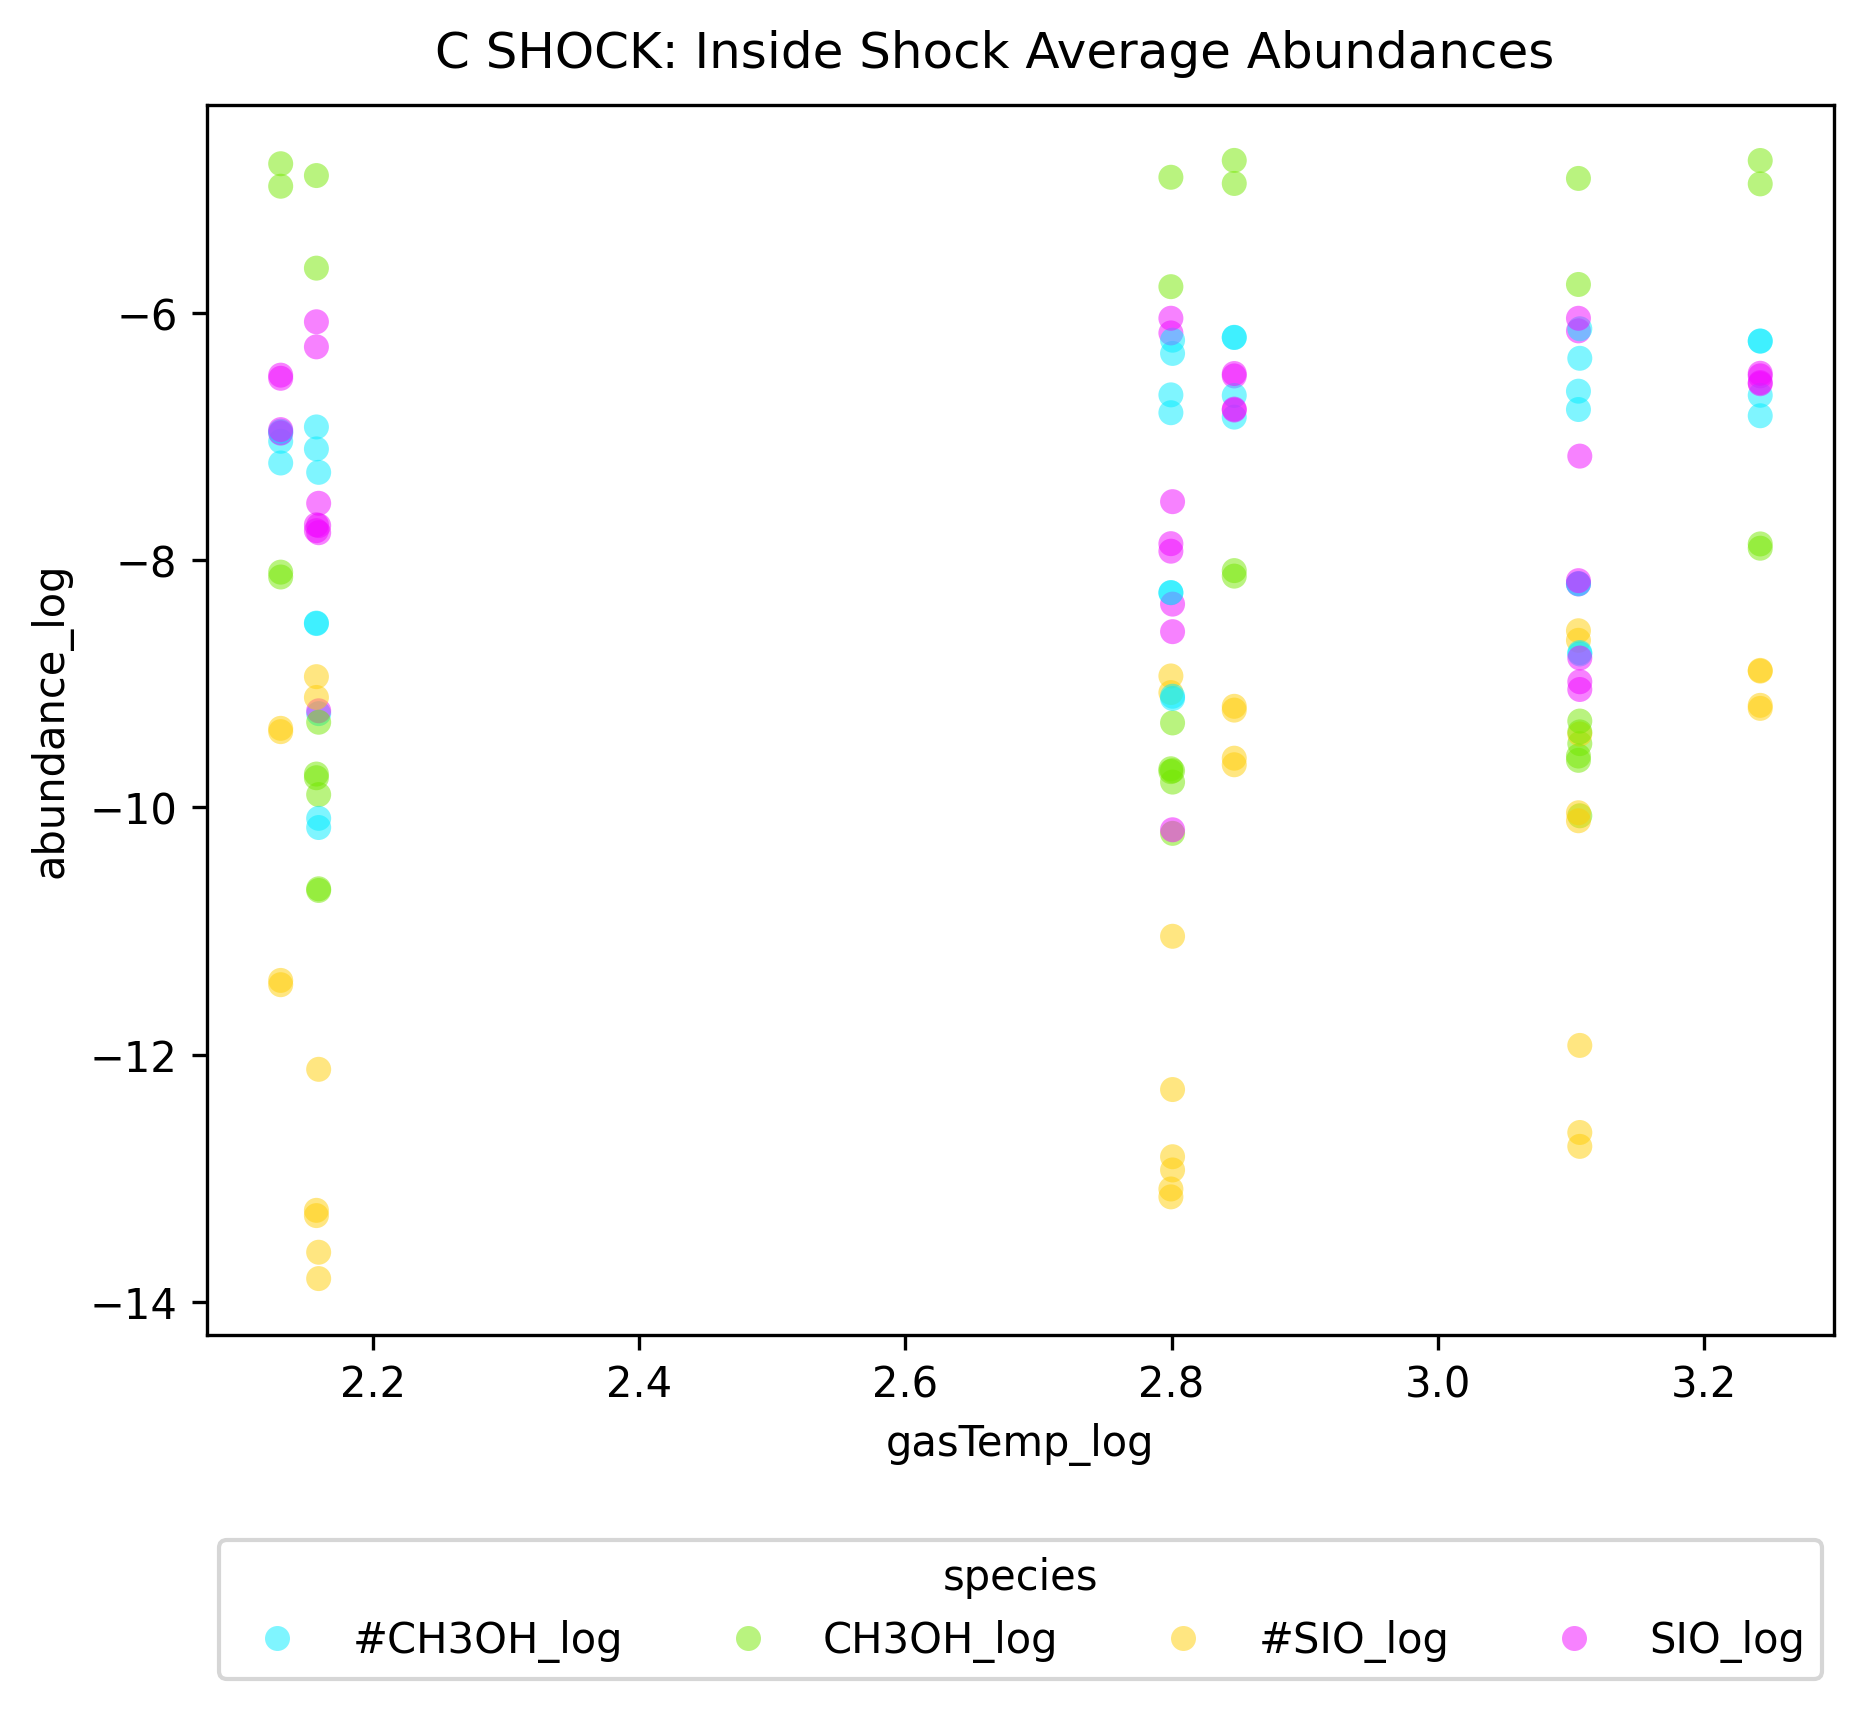 C SHOCK: Inside Shock Average Abundances
abundance_log
−6
−8
−10
−12
−14
2.2 2.4 2.6 2.8 3.0 3.2
gasTemp_log
species
#CH3OH_log CH3OH_log #SIO_log SIO_log